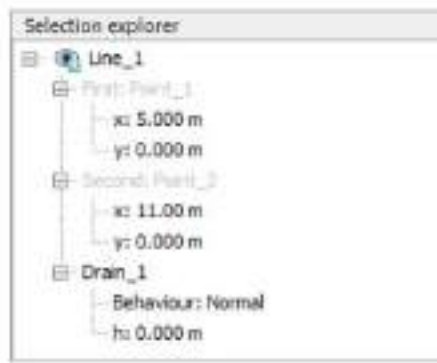 Selection explorer
Line_1
First: Point_1
x: 5.000 m
y: 0.000 m
Second: Point_2
x: 11.00 m
y: 0.000 m
Drain_1
Behaviour: Normal
h: 0.000 m